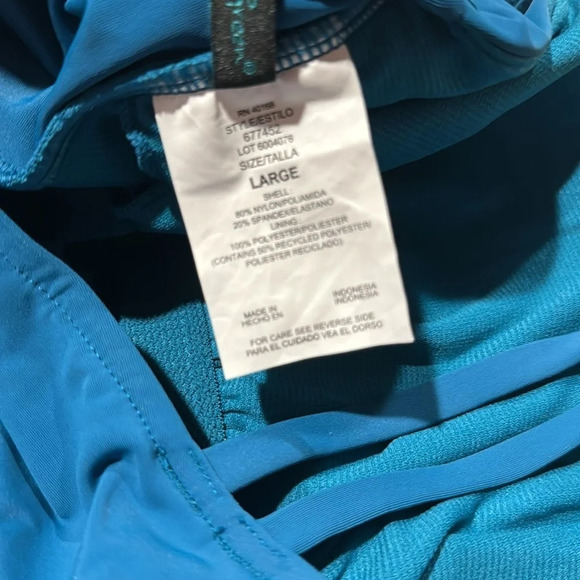 RN 40768
STYLE/ESTILO
677452
LOT 6004076
SIZE/TALLA
LARGE
SHELL:
80% NYLON/POLIAMIDA
20% SPANDEX/ELASTANO
LINING:
100% POLYESTER/POLIESTER
(CONTAINS 50% RECYCLED POLYESTER/
POLIESTER RECICLADO)
MADE IN INDONESIA
HECHO EN INDONESIA
FOR CARE SEE REVERSE SIDE
PARA EL CUIDADO VEA EL DORSO